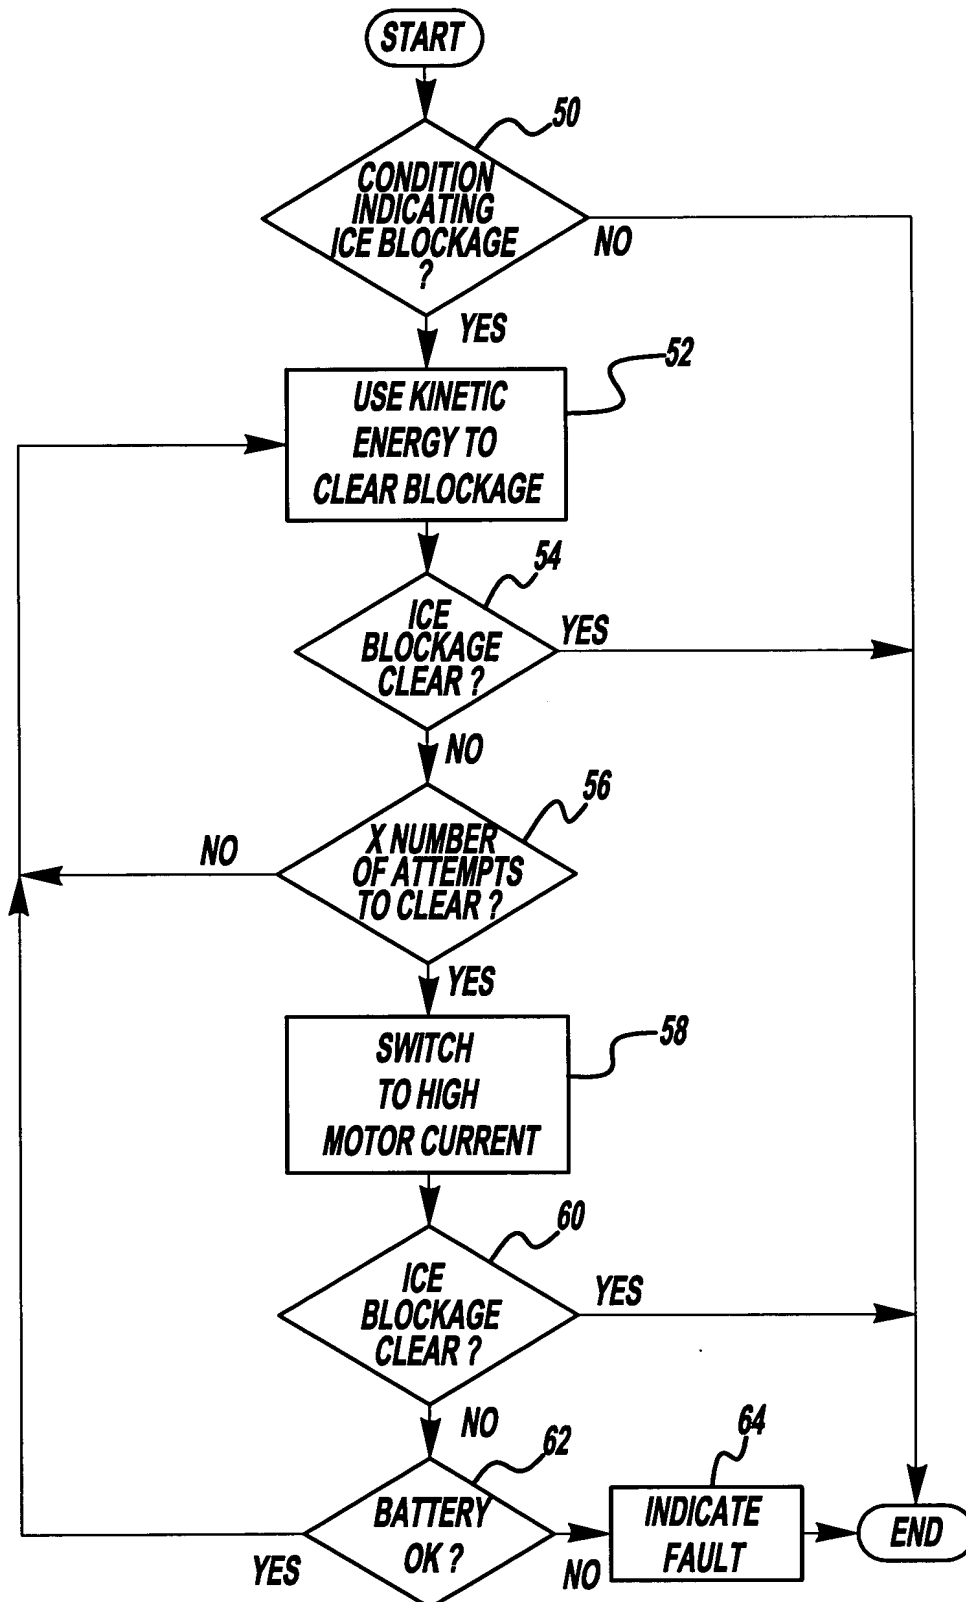 START
50
CONDITION
INDICATING
ICE BLOCKAGE
?
NO
YES
52
USE KINETIC
ENERGY TO
CLEAR BLOCKAGE
54
ICE
BLOCKAGE
CLEAR ?
YES
NO
56
X NUMBER
OF ATTEMPTS
TO CLEAR ?
NO
YES
58
SWITCH
TO HIGH
MOTOR CURRENT
60
ICE
BLOCKAGE
CLEAR ?
YES
NO
62
64
BATTERY
OK ?
YES
NO
INDICATE
FAULT
END